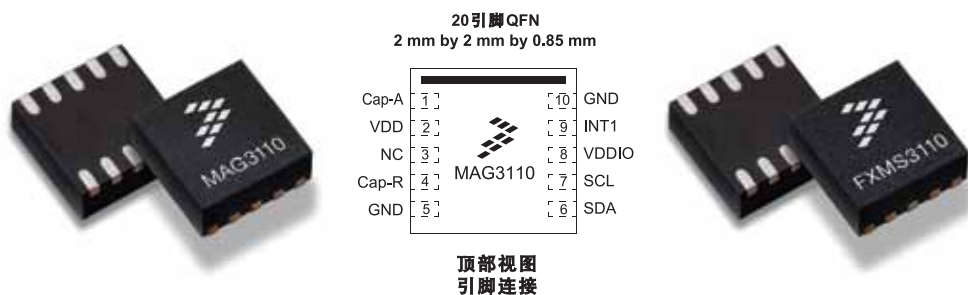 20引脚QFN
2 mm by 2 mm by 0.85 mm
Cap-A 1
10 GND
VDD 2
9 INT1
NC 3
8 VDDIO
Cap-R 4
7 SCL
GND 5
6 SDA
MAG3110
MAG3110
FXMS3110
顶部视图
引脚连接